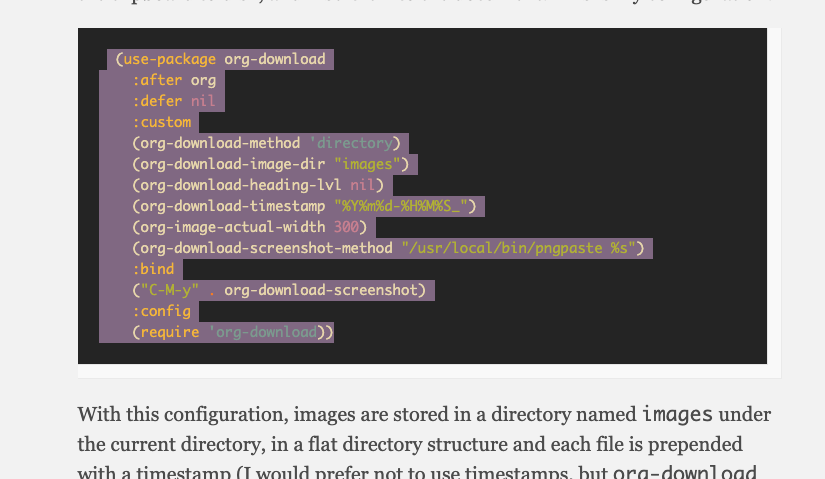 (use-package org-download
:after org
:defer nil
:custom
(org-download-method 'directory)
(org-download-image-dir "images")
(org-download-heading-lvl nil)
(org-download-timestamp "%Y%m%d-%H%M%S_")
(org-image-actual-width 300)
(org-download-screenshot-method "/usr/local/bin/pngpaste %s")
:bind
("C-M-y" . org-download-screenshot)
:config
(require 'org-download))
With this configuration, images are stored in a directory named images under
the current directory, in a flat directory structure and each file is prepended
with a timestamp (I would prefer not to use timestamps, but org-download